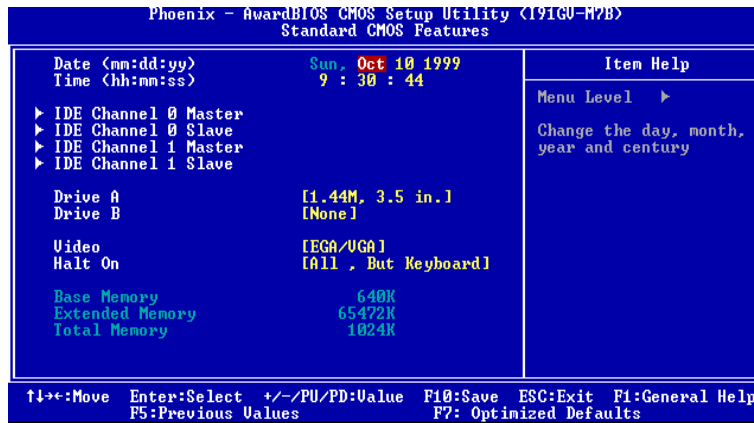 Phoenix - AwardBIOS CMOS Setup Utility (I91GV-M7B)
Standard CMOS Features
Date (mm:dd:yy) Sun, Oct 10 1999
Time (hh:mm:ss) 9 : 30 : 44
▶ IDE Channel 0 Master
▶ IDE Channel 0 Slave
▶ IDE Channel 1 Master
▶ IDE Channel 1 Slave
Drive A [1.44M, 3.5 in.]
Drive B [None]
Video [EGA/VGA]
Halt On [All , But Keyboard]
Base Memory 640K
Extended Memory 65472K
Total Memory 1024K
Item Help
Menu Level ▶
Change the day, month,
year and century
↑↓→←:Move Enter:Select +/-/PU/PD:Value F10:Save ESC:Exit F1:General Help
F5:Previous Values F7: Optimized Defaults